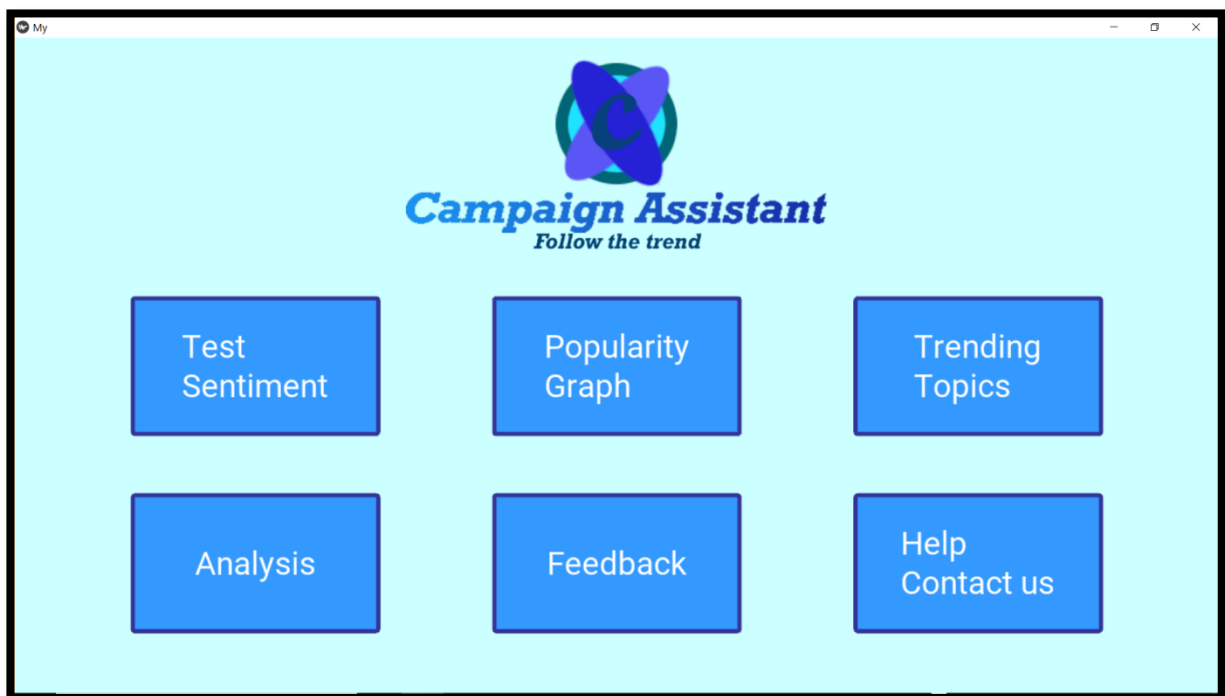 My
C
Campaign Assistant
Follow the trend
Test
Sentiment
Popularity
Graph
Trending
Topics
Analysis
Feedback
Help
Contact us